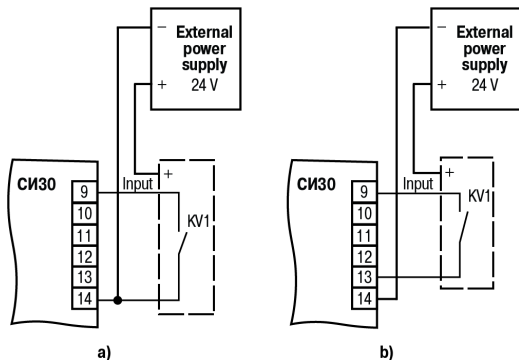 −
External
power
supply
24 V
+
СИ30
9
10
11
12
13
14
Input
+
KV1
a)
−
External
power
supply
24 V
+
СИ30
9
10
11
12
13
14
Input
+
KV1
b)